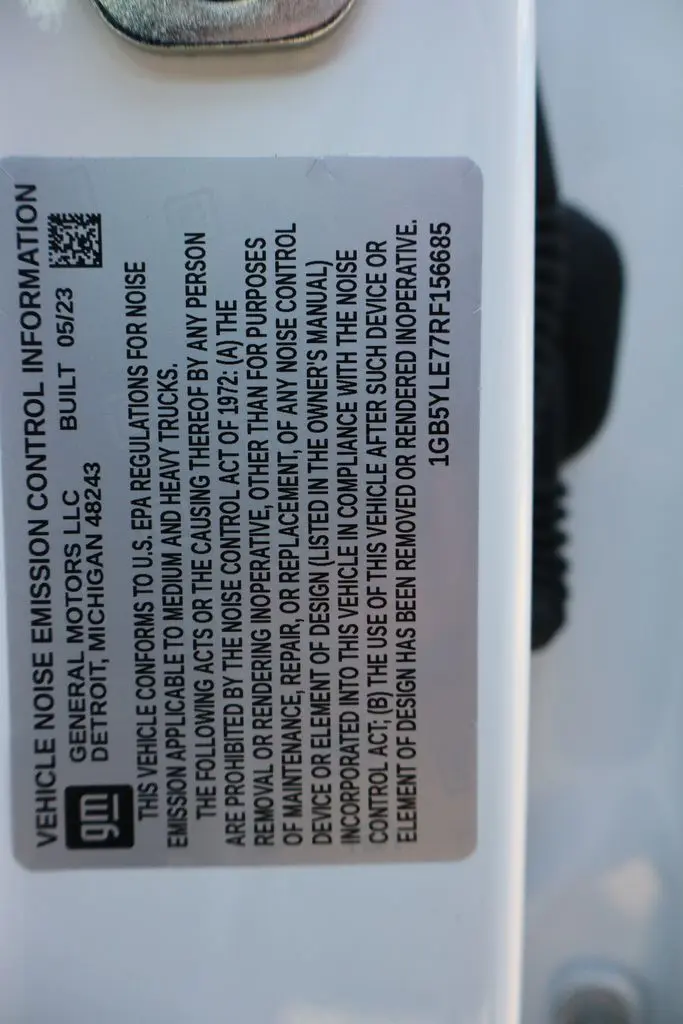 VEHICLE NOISE EMISSION CONTROL INFORMATION
gm
GENERAL MOTORS LLC BUILT 05/23
DETROIT, MICHIGAN 48243
THIS VEHICLE CONFORMS TO U.S. EPA REGULATIONS FOR NOISE
EMISSION APPLICABLE TO MEDIUM AND HEAVY TRUCKS.
THE FOLLOWING ACTS OR THE CAUSING THEREOF BY ANY PERSON
ARE PROHIBITED BY THE NOISE CONTROL ACT OF 1972: (A) THE
REMOVAL OR RENDERING INOPERATIVE, OTHER THAN FOR PURPOSES
OF MAINTENANCE, REPAIR, OR REPLACEMENT, OF ANY NOISE CONTROL
DEVICE OR ELEMENT OF DESIGN (LISTED IN THE OWNER'S MANUAL)
INCORPORATED INTO THIS VEHICLE IN COMPLIANCE WITH THE NOISE
CONTROL ACT; (B) THE USE OF THIS VEHICLE AFTER SUCH DEVICE OR
ELEMENT OF DESIGN HAS BEEN REMOVED OR RENDERED INOPERATIVE.
1GB5YLE77RF156685